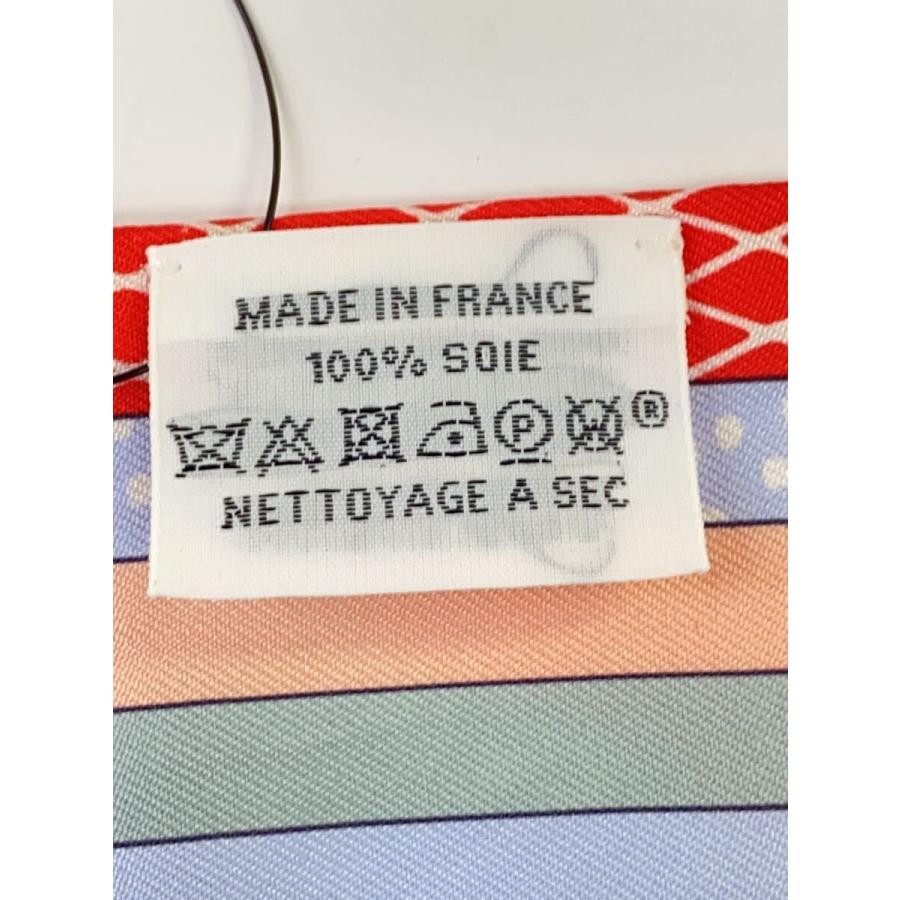 MADE IN FRANCE
100% SOIE
P W ®
NETTOYAGE A SEC